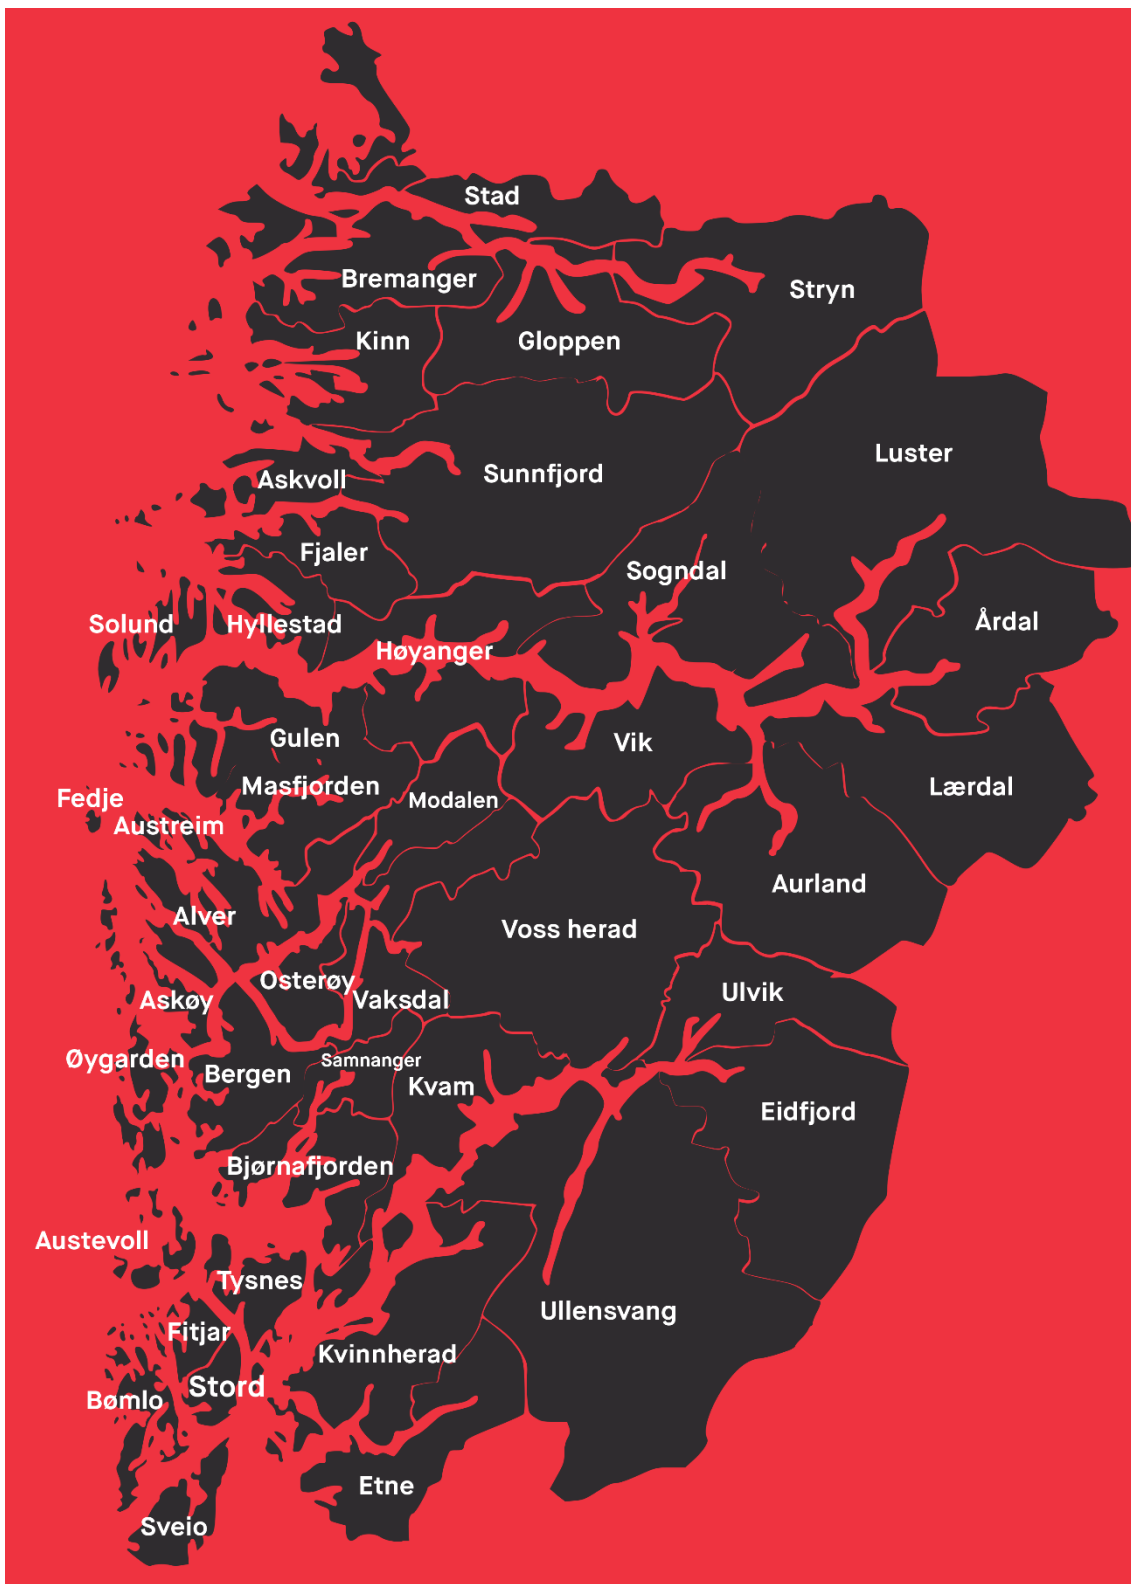 Stad
Bremanger
Stryn
Kinn
Gloppen
Luster
Sunnfjord
Askvoll
Fjaler
Sogndal
Årdal
Solund
Hyllestad
Høyanger
Gulen
Vik
Masfjorden
Lærdal
Fedje
Modalen
Austreim
Aurland
Alver
Voss herad
Osterøy
Ulvik
Askøy
Vaksdal
Øygarden
Samnanger
Bergen
Kvam
Eidfjord
Bjørnafjorden
Austevoll
Tysnes
Ullensvang
Fitjar
Kvinnherad
Stord
Bømlo
Etne
Sveio